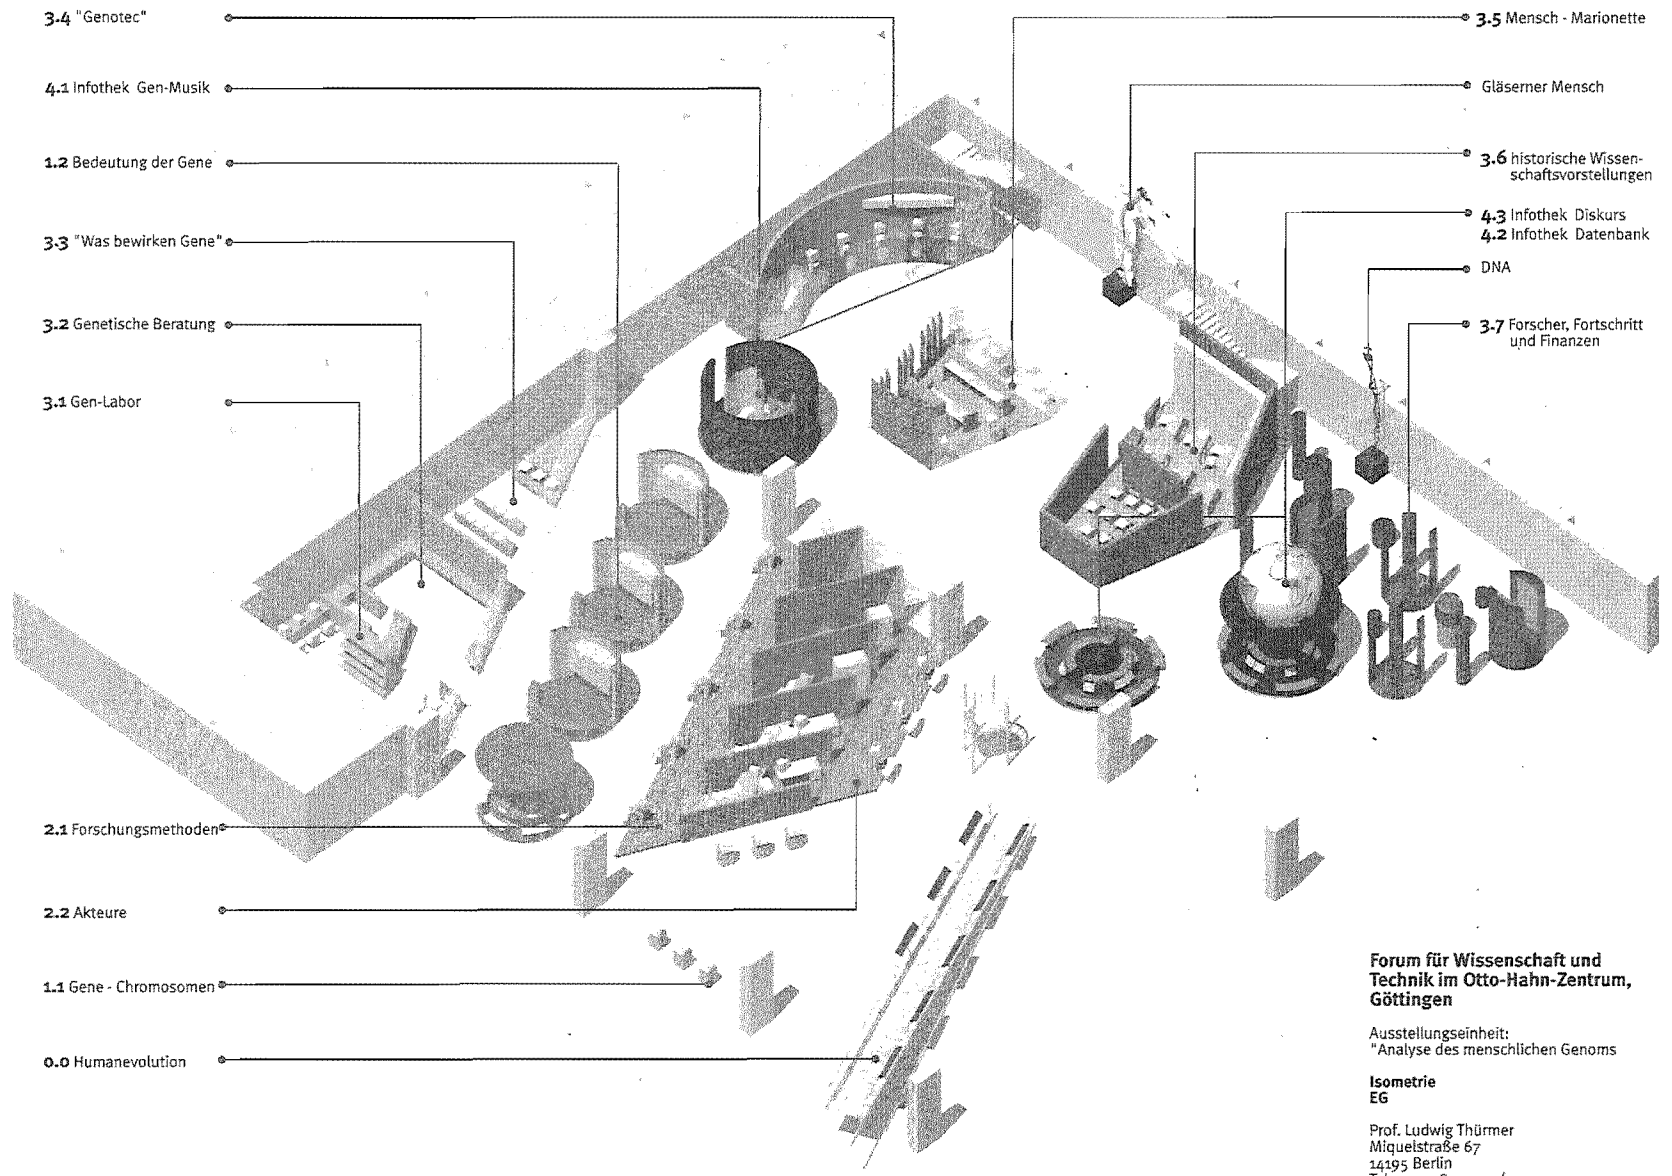 3.4 "Genotec"
4.1 Infothek Gen-Musik
1.2 Bedeutung der Gene
3.3 "Was bewirken Gene"
3.2 Genetische Beratung
3.1 Gen-Labor
2.1 Forschungsmethoden
2.2 Akteure
1.1 Gene - Chromosomen
0.0 Humanevolution
3.5 Mensch - Marionette
Gläserner Mensch
3.6 historische Wissen-
schaftsvorstellungen
4.3 Infothek Diskurs
4.2 Infothek Datenbank
DNA
3.7 Forscher, Fortschritt
und Finanzen
Forum für Wissenschaft und
Technik im Otto-Hahn-Zentrum,
Göttingen
Ausstellungseinheit:
"Analyse des menschlichen Genoms
Isometrie
EG
Prof. Ludwig Thürmer
Miquelstraße 67
14195 Berlin